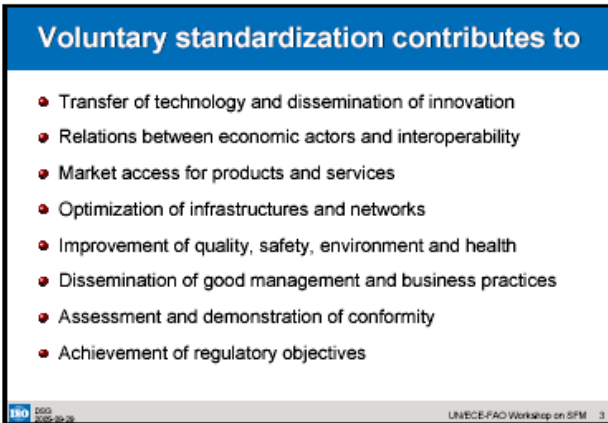 Voluntary standardization contributes to
Transfer of technology and dissemination of innovation
Relations between economic actors and interoperability
Market access for products and services
Optimization of infrastructures and networks
Improvement of quality, safety, environment and health
Dissemination of good management and business practices
Assessment and demonstration of conformity
Achievement of regulatory objectives
ISO
UN/ECE-FAO Workshop on SFM 3